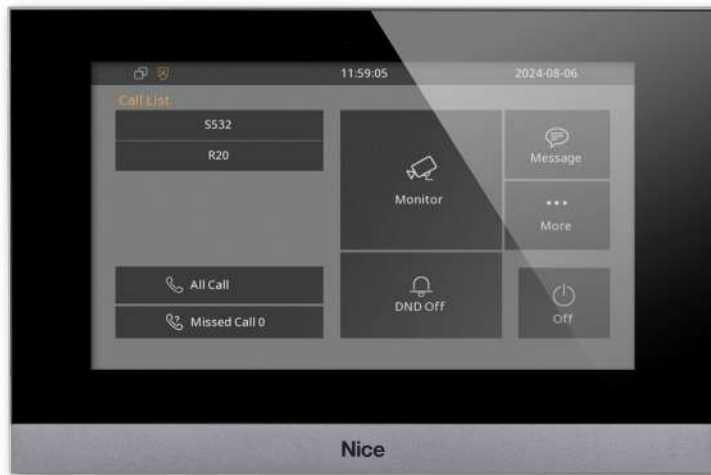 11:59:05 2024-08-06
Call List
S532
R20
Monitor
Message
More
All Call
Missed Call 0
DND Off
Off
Nice